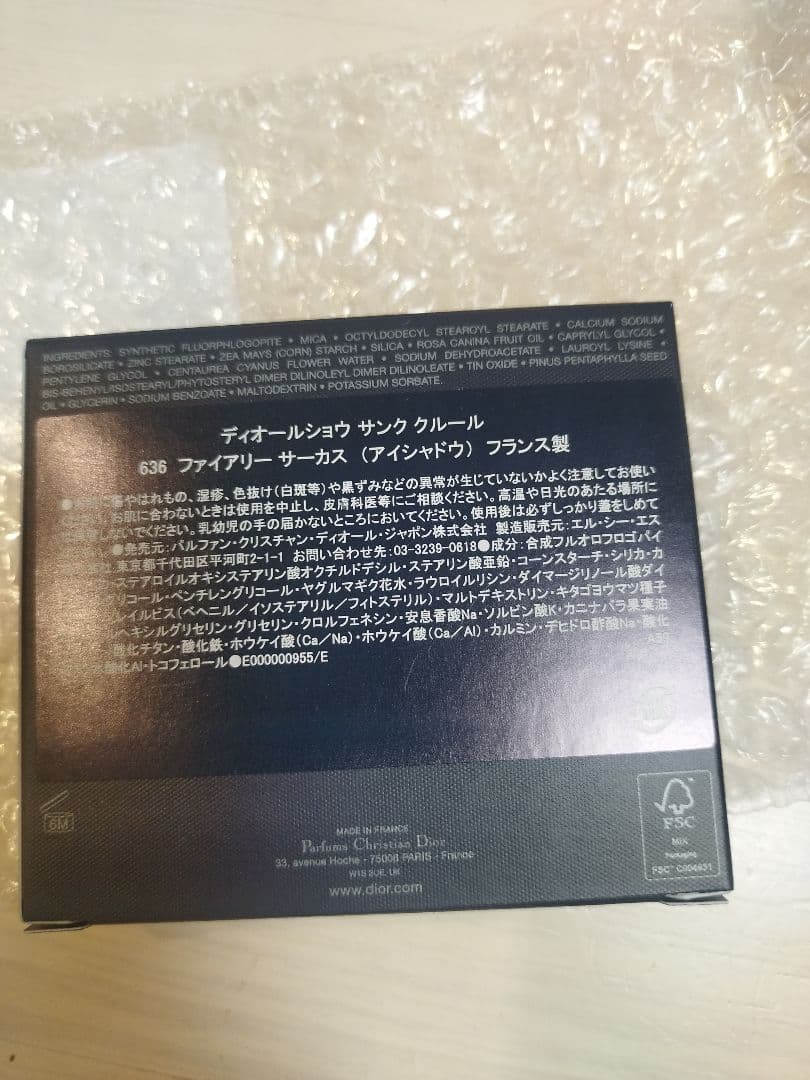 INGREDIENTS: SYNTHETIC FLUORPHLOGOPITE • MICA • OCTYLDODECYL STEAROYL STEARATE • CALCIUM SODIUM
BOROSILICATE • ZINC STEARATE • ZEA MAYS (CORN) STARCH • SILICA • ROSA CANINA FRUIT OIL • CAPRYLYL GLYCOL •
PENTYLENE GLYCOL • CENTAUREA CYANUS FLOWER WATER • SODIUM DEHYDROACETATE • LAUROYL LYSINE •
BIS-BEHENYL/ISOSTEARYL/PHYTOSTERYL DIMER DILINOLEYL DIMER DILINOLEATE • TIN OXIDE • PINUS PENTAPHYLLA SEED
OIL • GLYCERIN • SODIUM BENZOATE • MALTODEXTRIN • POTASSIUM SORBATE.
ディオールショウ サンク クルール
636 ファイアリー サーカス (アイシャドウ) フランス製
やはれもの、湿疹、色抜け(白斑等)や黒ずみなどの異常が生じていないかよく注意してお使い
お肌に合わないときは使用を中止し、皮膚科医等にご相談ください。高温や日光のあたる場所に
しないでください。乳幼児の手の届かないところにおいてください。使用後は必ずしっかり蓋をしめて
●発売元:パルファン・クリスチャン・ディオール・ジャポン株式会社 製造販売元:エル・シー・エス
東京都千代田区平河町2-1-1 お問い合わせ先:03-3239-0618●成分:合成フルオロフロゴパイ
ステアロイルオキシステアリン酸オクチルドデシル・ステアリン酸亜鉛・コーンスターチ・シリカ・カ
リコール・ペンチレングリコール・ヤグルマギク花水・ラウロイルリシン・ダイマージリノール酸ダイ
レイルビス(ベヘニル/イソステアリル/フィトステリル)・マルトデキストリン・キタゴヨウマツ種子
ヘキシルグリセリン・グリセリン・クロルフェネシン・安息香酸Na・ソルビン酸K・カニナバラ果実油
酸化チタン・酸化鉄・ホウケイ酸(Ca/Na)・ホウケイ酸(Ca/Al)・カルミン・デヒドロ酢酸Na・酸化
酸化Al・トコフェロール●E000000955/E
A89
6M
MADE IN FRANCE
Parfums Christian Dior
33, avenue Hoche - 75008 PARIS - France
W1S 3UE, UK
www.dior.com
FSC
MIX
Packaging
FSC™ C004631